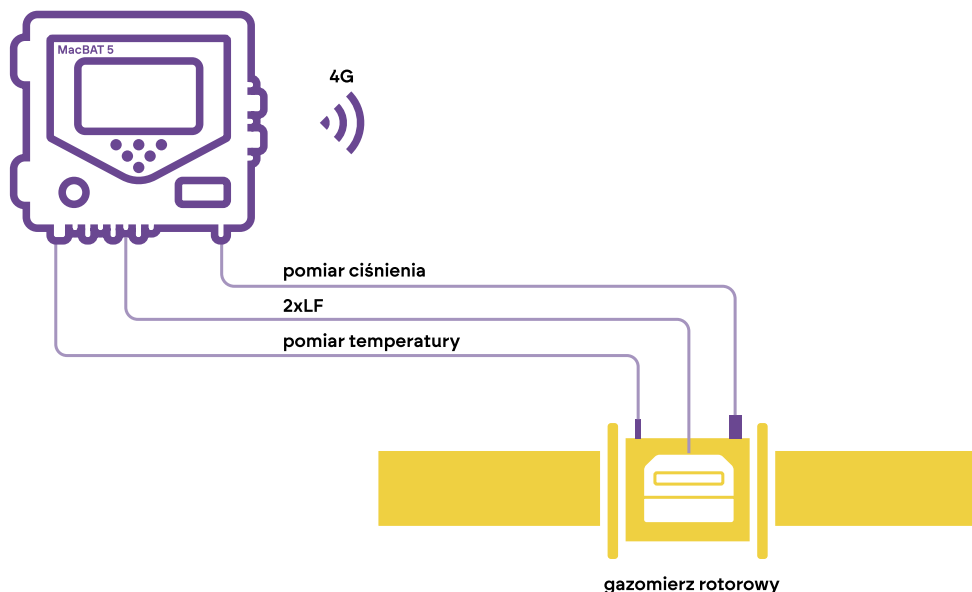 MacBAT 5
4G
pomiar ciśnienia
2xLF
pomiar temperatury
gazomierz rotorowy